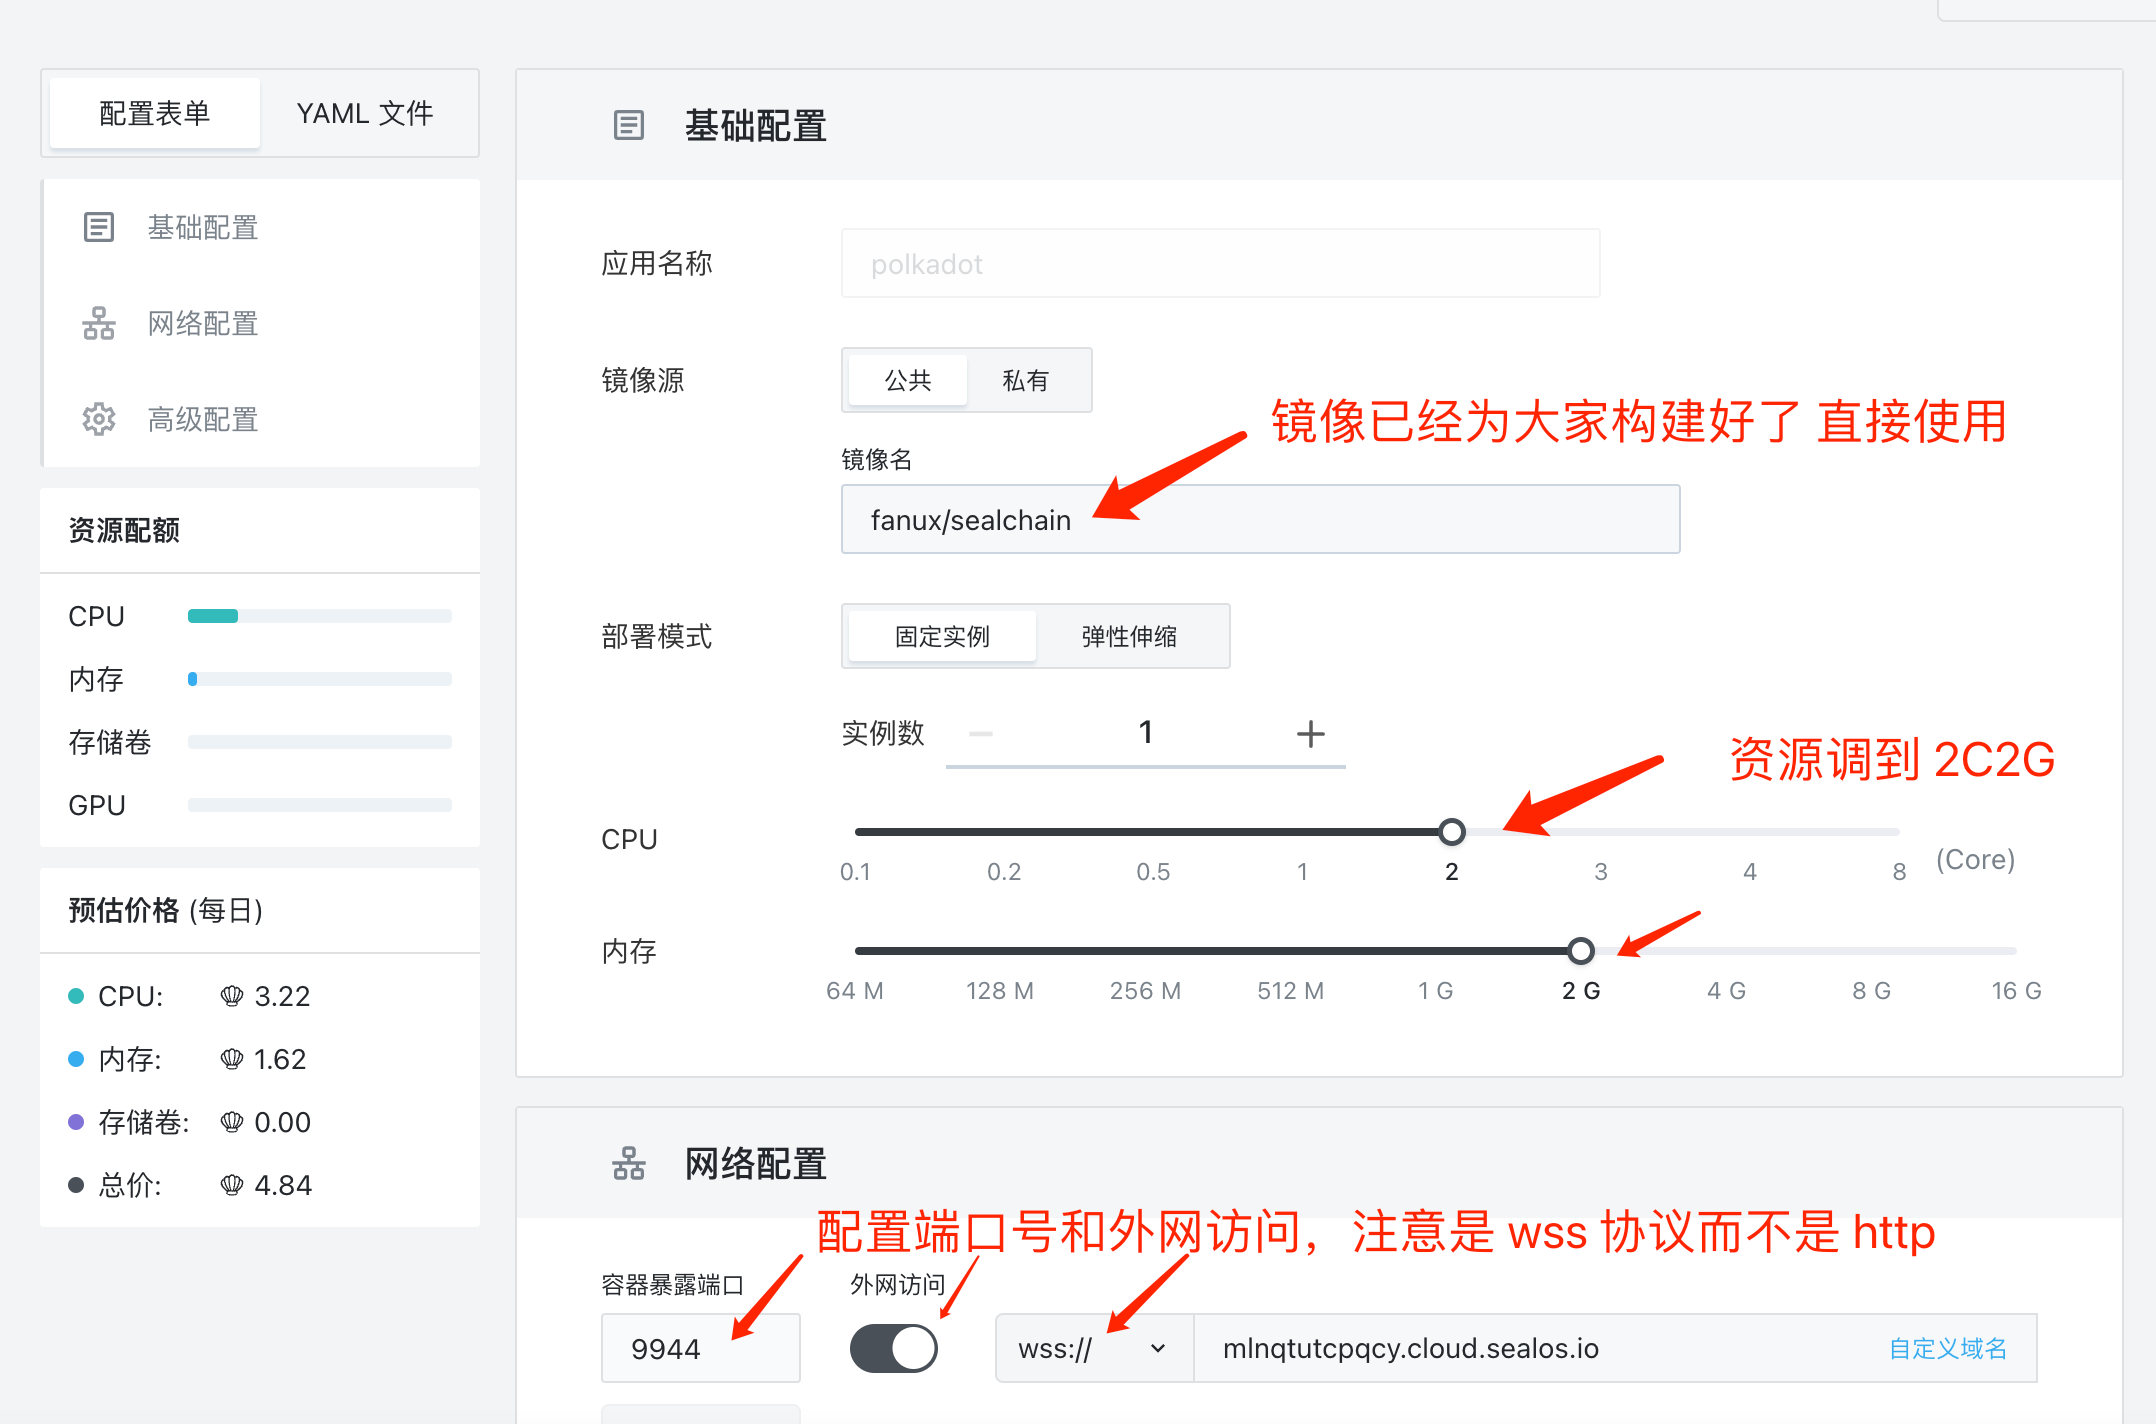 配置表单
YAML 文件
基础配置
网络配置
高级配置
资源配额
CPU
内存
存储卷
GPU
预估价格 (每日)
CPU: 3.22
内存: 1.62
存储卷: 0.00
总价: 4.84
基础配置
应用名称
polkadot
镜像源
公共
私有
镜像已经为大家构建好了 直接使用
镜像名
fanux/sealchain
部署模式
固定实例
弹性伸缩
实例数
1
资源调到 2C2G
CPU
0.1 0.2 0.5 1 2 3 4 8
(Core)
内存
64 M 128 M 256 M 512 M 1 G 2 G 4 G 8 G 16 G
网络配置
配置端口号和外网访问，注意是 wss 协议而不是 http
容器暴露端口
外网访问
9944
wss://
mlnqtutcpqcy.cloud.sealos.io
自定义域名